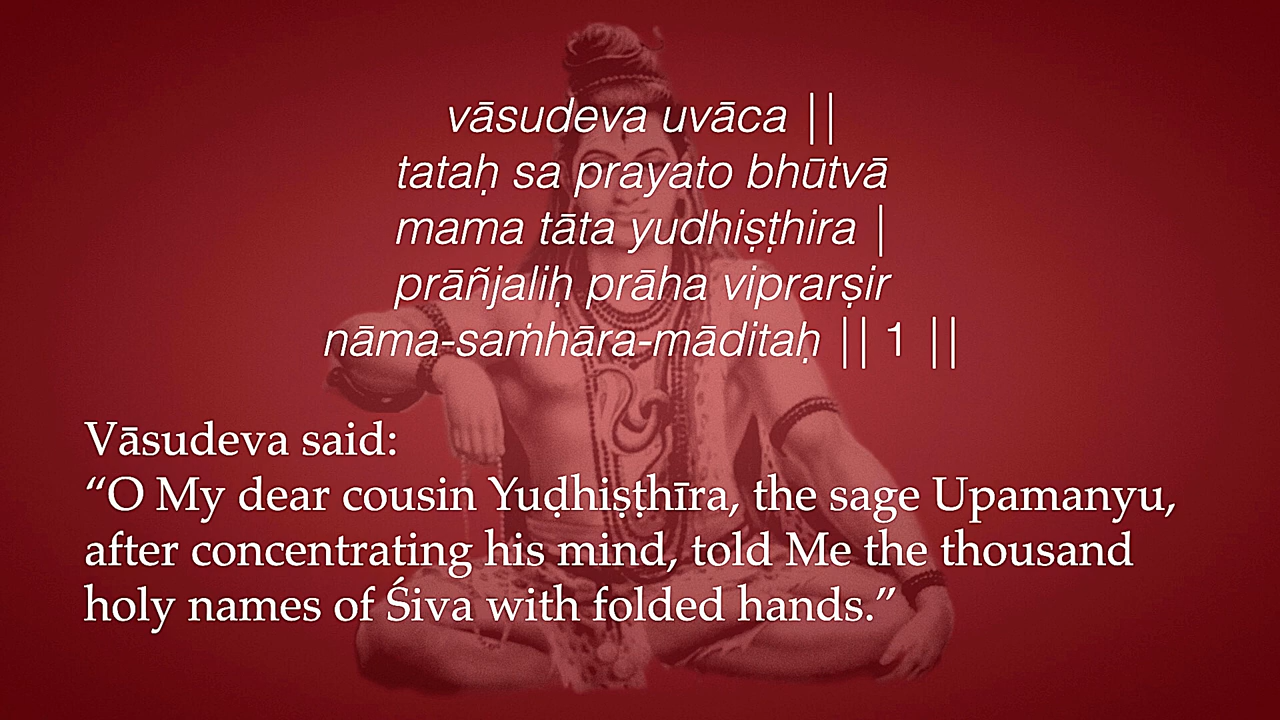 vāsudeva uvāca ||
tataḥ sa prayato bhūtvā
mama tāta yudhiṣṭhira |
prāñjaliḥ prāha viprarṣir
nāma-saṁhāra-māditaḥ || 1 ||
Vāsudeva said:
“O My dear cousin Yuḍhiṣṭhīra, the sage Upamanyu,
after concentrating his mind, told Me the thousand
holy names of Śiva with folded hands.”